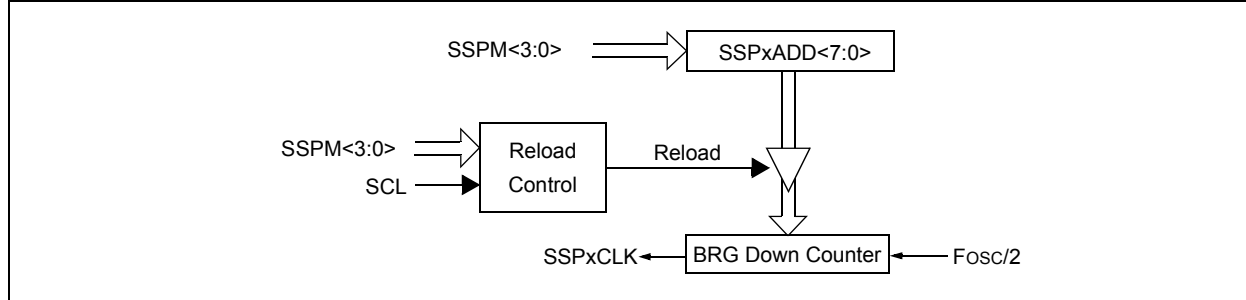 SSPM<3:0>
SSPxADD<7:0>
SSPM<3:0>
SCL
Reload
Control
Reload
SSPxCLK
BRG Down Counter
FOSC/2